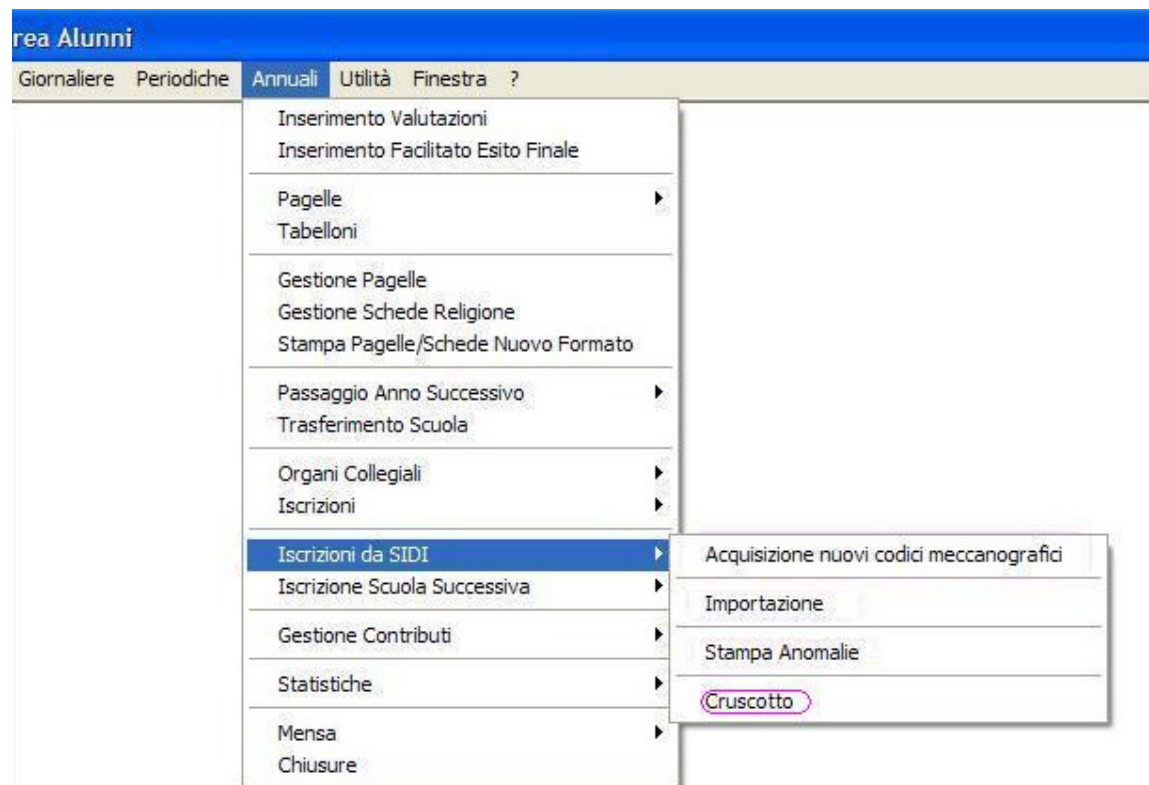 rea Alunni
Giornaliere Periodiche Annuali Utilità Finestra ?
Inserimento Valutazioni
Inserimento Facilitato Esito Finale
Pagelle
Tabelloni
Gestione Pagelle
Gestione Schede Religione
Stampa Pagelle/Schede Nuovo Formato
Passaggio Anno Successivo
Trasferimento Scuola
Organi Collegiali
Iscrizioni
Iscrizioni da SIDI
Iscrizione Scuola Successiva
Gestione Contributi
Statistiche
Mensa
Chiusure
Acquisizione nuovi codici meccanografici
Importazione
Stampa Anomalie
Cruscotto